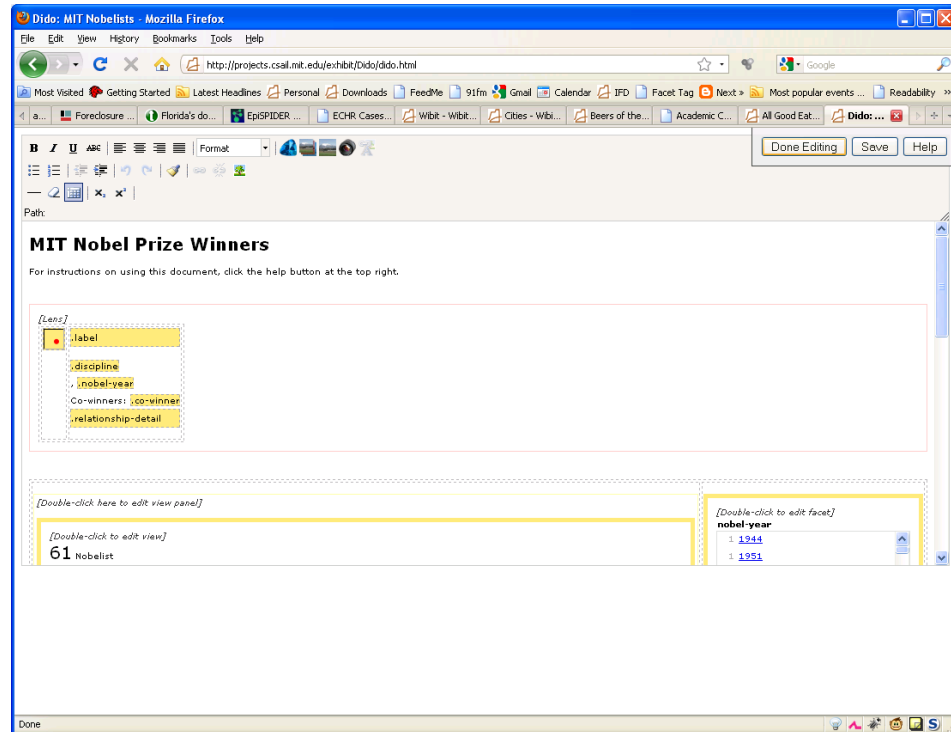 Dido: MIT Nobelists - Mozilla Firefox
File Edit View History Bookmarks Tools Help
http://projects.csail.mit.edu/exhibit/Dido/dido.html
Google
Most Visited Getting Started Latest Headlines Personal Downloads FeedMe 91fm Gmail Calendar IFD Facet Tag Next » Most popular events ... Readability »
a... Foreclosure ... Florida's do... EpiSPIDER ... ECHR Cases... Wibit - Wibit... Cities - Wibi... Beers of the... Academic C... All Good Eat... Dido: ...
B I U ABC Format
Done Editing Save Help
x₂ x²
Path:
MIT Nobel Prize Winners
For instructions on using this document, click the help button at the top right.
[Lens]
.label
.discipline
, .nobel-year
Co-winners: .co-winner
.relationship-detail
[Double-click here to edit view panel]
[Double-click to edit view]
61 Nobelist
[Double-click to edit facet]
nobel-year
1 1944
1 1951
Done
S